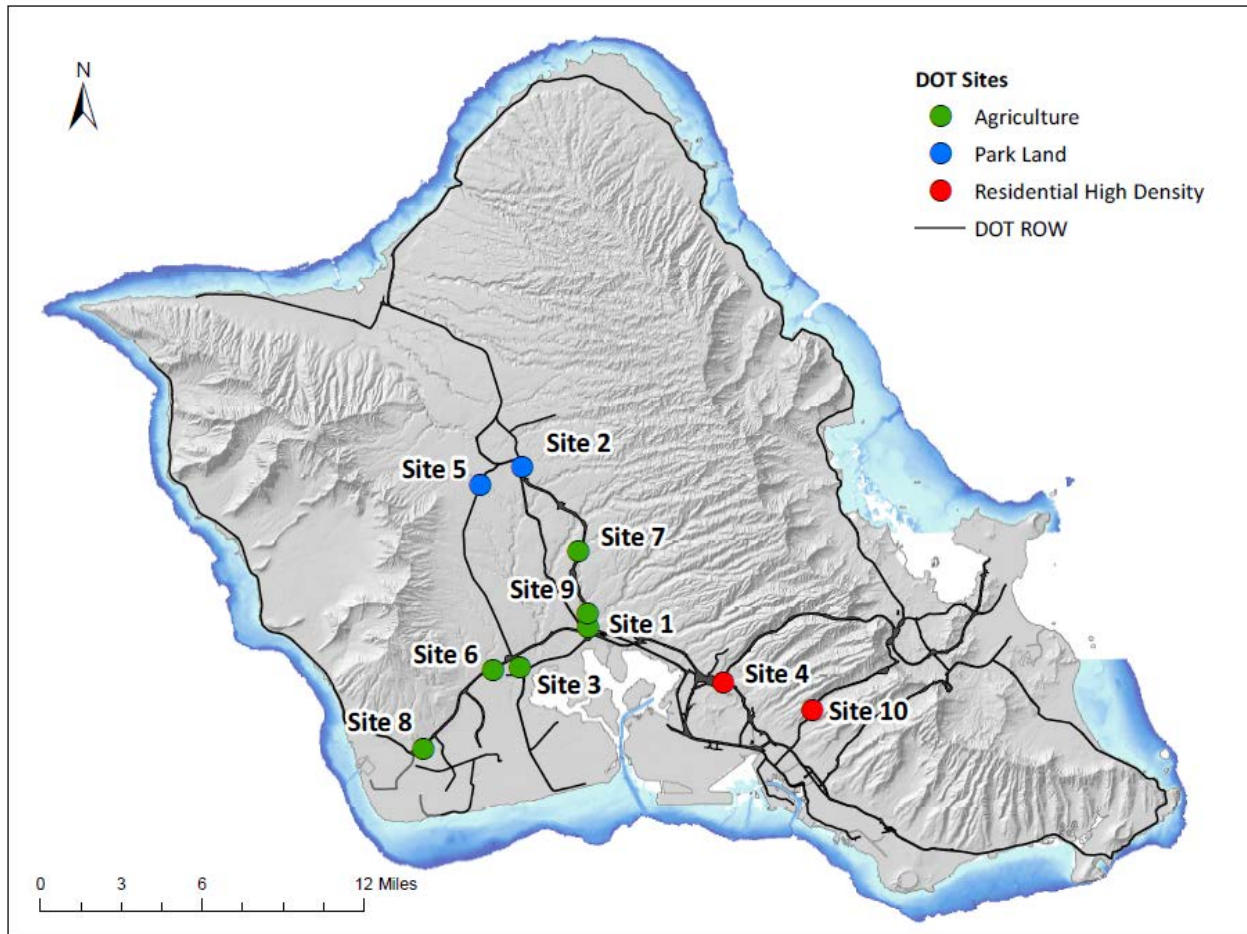 N
DOT Sites
Agriculture
Park Land
Residential High Density
DOT ROW
Site 2
Site 5
Site 7
Site 9
Site 1
Site 6
Site 3
Site 4
Site 10
Site 8
0 3 6 12 Miles